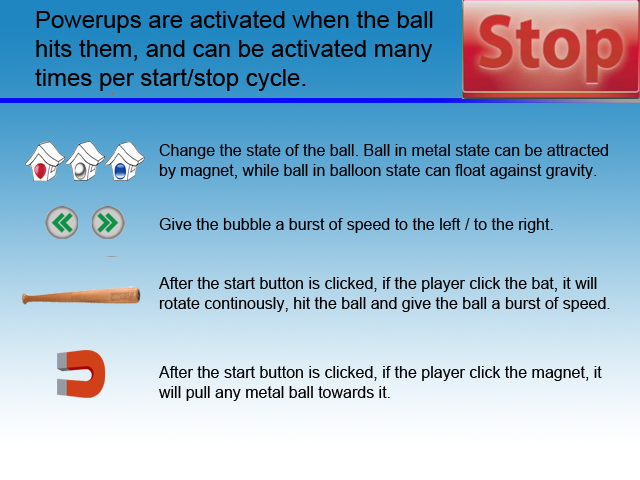 Powerups are activated when the ball
hits them, and can be activated many
times per start/stop cycle.
Stop
Change the state of the ball. Ball in metal state can be attracted
by magnet, while ball in balloon state can float against gravity.
Give the bubble a burst of speed to the left / to the right.
After the start button is clicked, if the player click the bat, it will
rotate continously, hit the ball and give the ball a burst of speed.
After the start button is clicked, if the player click the magnet, it
will pull any metal ball towards it.